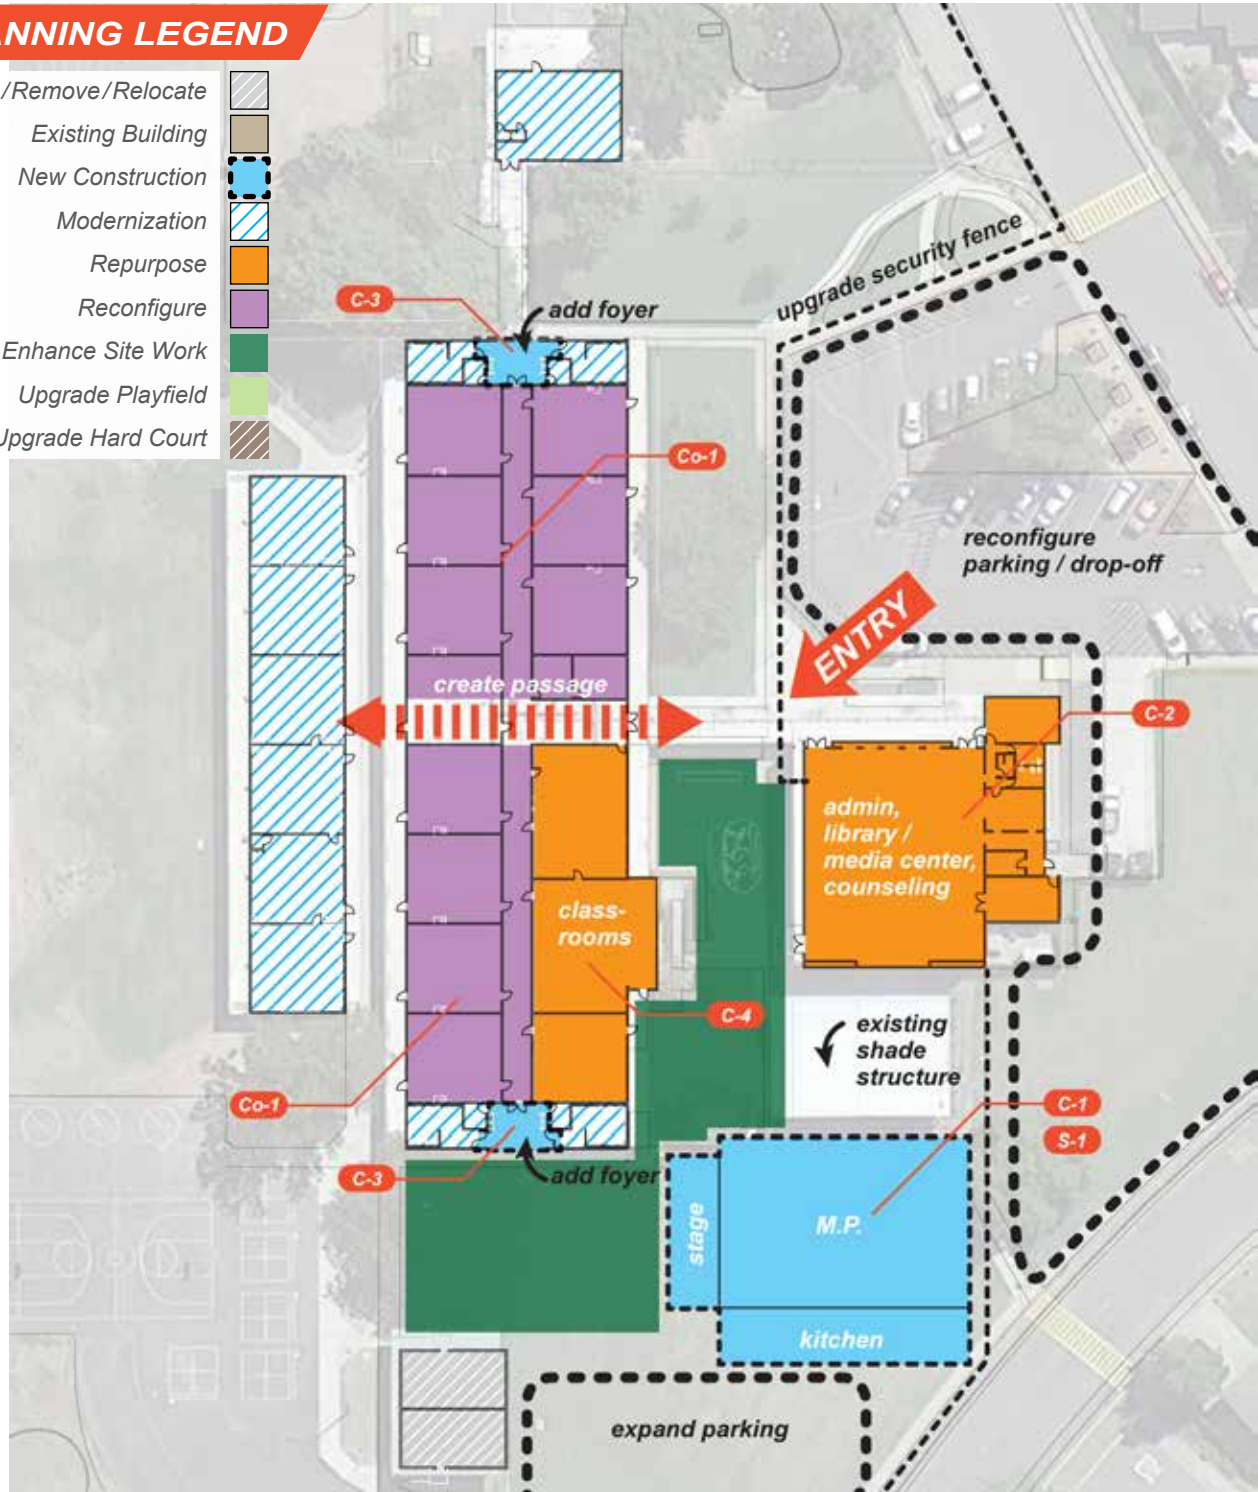 ANNING LEGEND
/Remove/Relocate
Existing Building
New Construction
Modernization
Repurpose
Reconfigure
Enhance Site Work
Upgrade Playfield
Upgrade Hard Court
upgrade security fence
C-3
add foyer
Co-1
reconfigure
parking / drop-off
ENTRY
create passage
C-2
admin,
library /
media center,
counseling
class-
rooms
C-4
existing
shade
structure
Co-1
C-1
S-1
C-3
add foyer
stage
M.P.
kitchen
expand parking